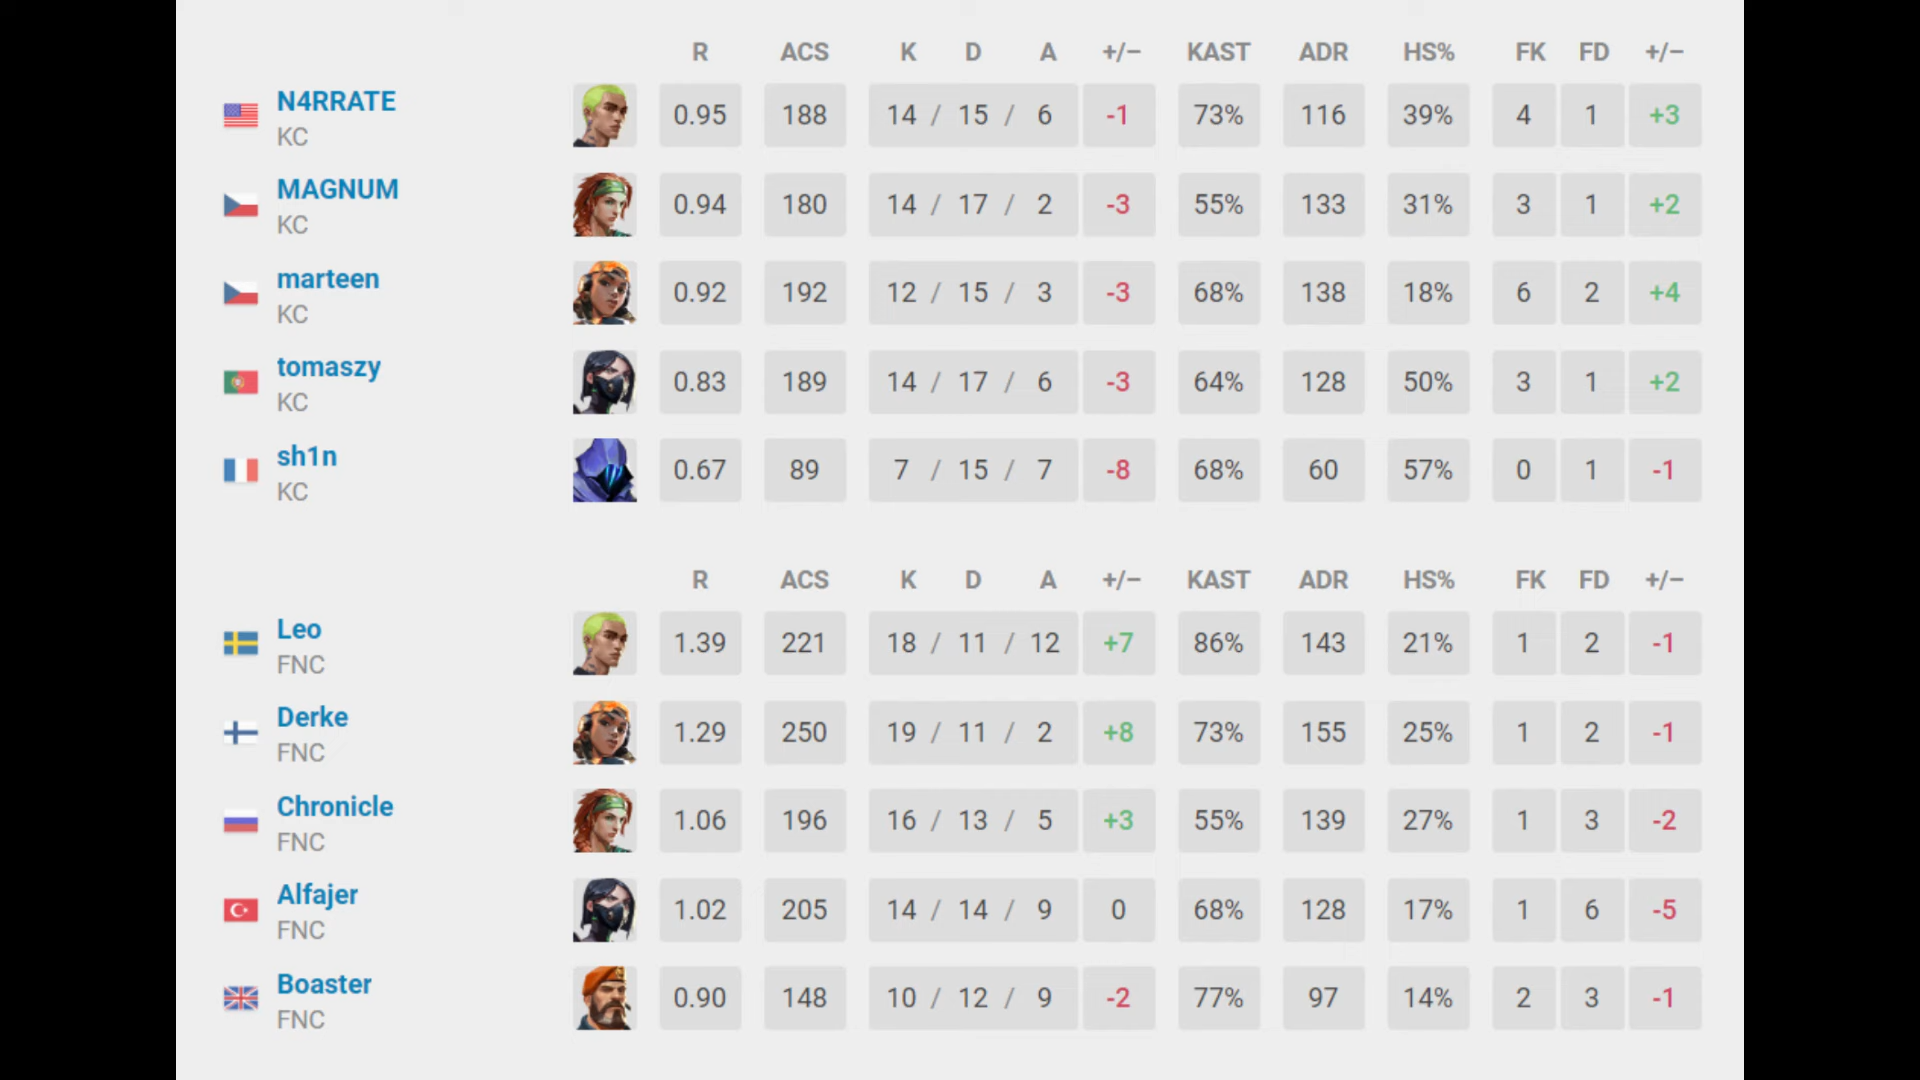 R ACS K D A +/− KAST ADR HS% FK FD +/−
N4RRATE
KC
0.95 188 14 / 15 / 6 -1 73% 116 39% 4 1 +3
MAGNUM
KC
0.94 180 14 / 17 / 2 -3 55% 133 31% 3 1 +2
marteen
KC
0.92 192 12 / 15 / 3 -3 68% 138 18% 6 2 +4
tomaszy
KC
0.83 189 14 / 17 / 6 -3 64% 128 50% 3 1 +2
sh1n
KC
0.67 89 7 / 15 / 7 -8 68% 60 57% 0 1 -1
R ACS K D A +/− KAST ADR HS% FK FD +/−
Leo
FNC
1.39 221 18 / 11 / 12 +7 86% 143 21% 1 2 -1
Derke
FNC
1.29 250 19 / 11 / 2 +8 73% 155 25% 1 2 -1
Chronicle
FNC
1.06 196 16 / 13 / 5 +3 55% 139 27% 1 3 -2
Alfajer
FNC
1.02 205 14 / 14 / 9 0 68% 128 17% 1 6 -5
Boaster
FNC
0.90 148 10 / 12 / 9 -2 77% 97 14% 2 3 -1